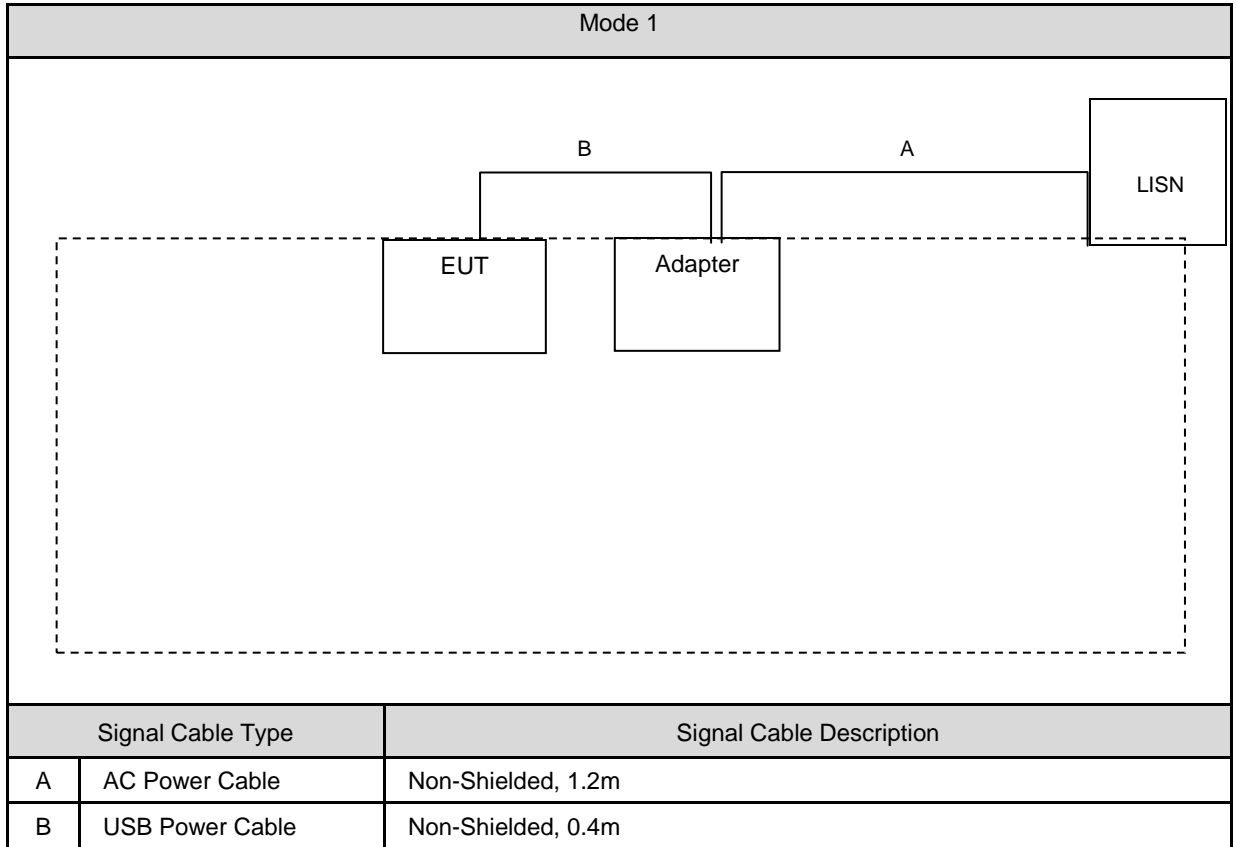 Mode 1
B
A
LISN
EUT
Adapter
Signal Cable Type
Signal Cable Description
A
AC Power Cable
Non-Shielded, 1.2m
B
USB Power Cable
Non-Shielded, 0.4m